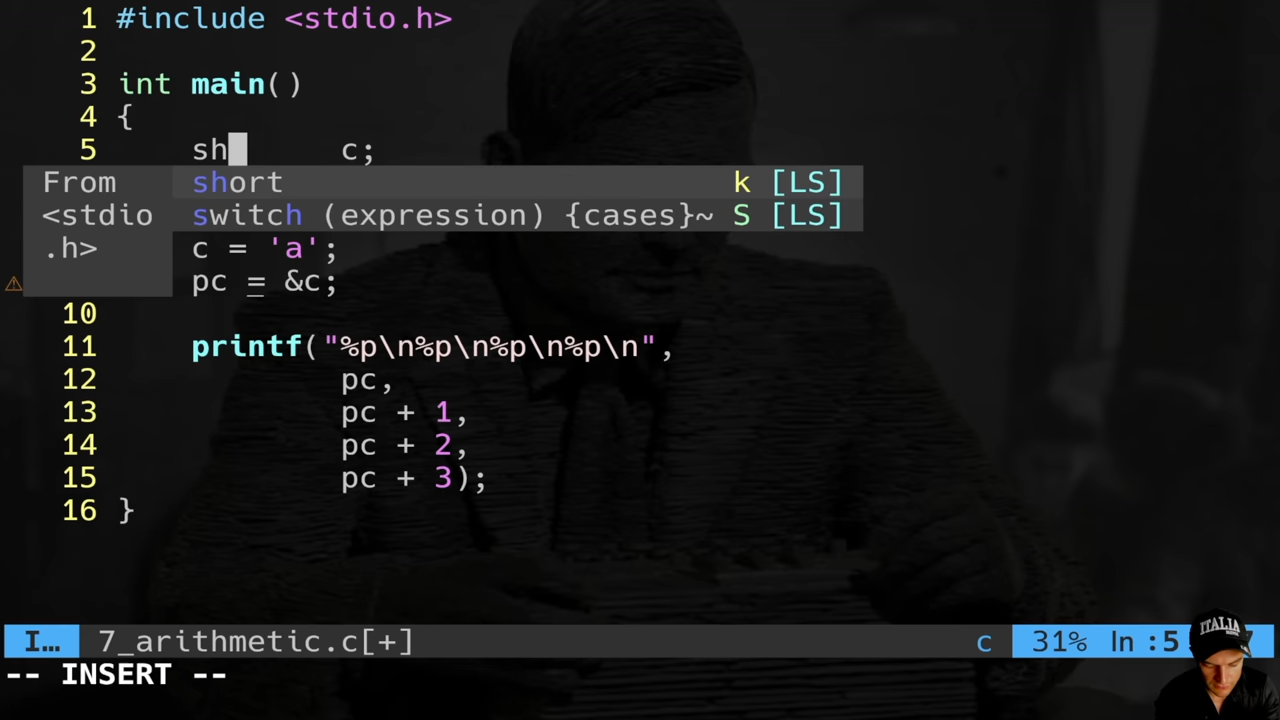 1 #include <stdio.h>
2
3 int main()
4 {
5 sh c;
From short k [LS]
<stdio switch (expression) {cases}~ S [LS]
.h> c = 'a';
⚠ pc = &c;
10
11 printf("%p\n%p\n%p\n%p\n",
12 pc,
13 pc + 1,
14 pc + 2,
15 pc + 3);
16 }
I… 7_arithmetic.c[+] c 31% ln :5
-- INSERT --
ITALIA